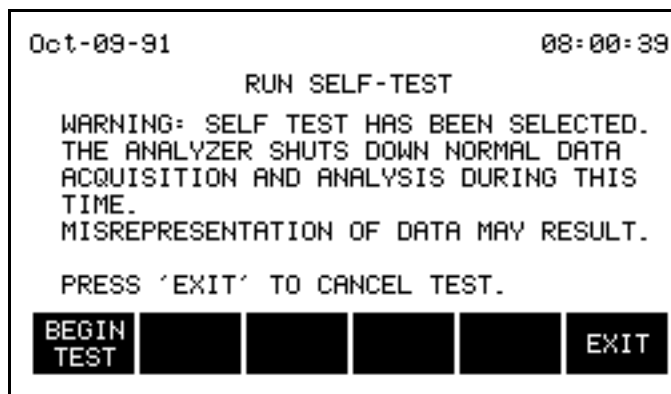 Oct-09-91 08:00:39
RUN SELF-TEST
WARNING: SELF TEST HAS BEEN SELECTED.
THE ANALYZER SHUTS DOWN NORMAL DATA
ACQUISITION AND ANALYSIS DURING THIS
TIME.
MISREPRESENTATION OF DATA MAY RESULT.
PRESS ´EXIT´ TO CANCEL TEST.
BEGIN
TEST
EXIT